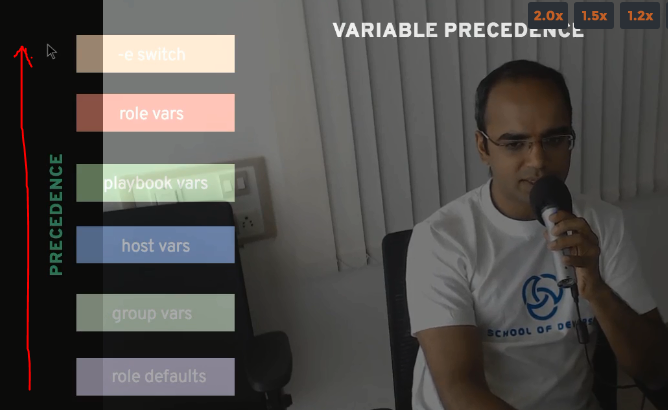 2.0x 1.5x 1.2x
VARIABLE PRECEDENCE
-e switch
role vars
playbook vars
host vars
group vars
role defaults
PRECEDENCE
SCHOOL OF DEV